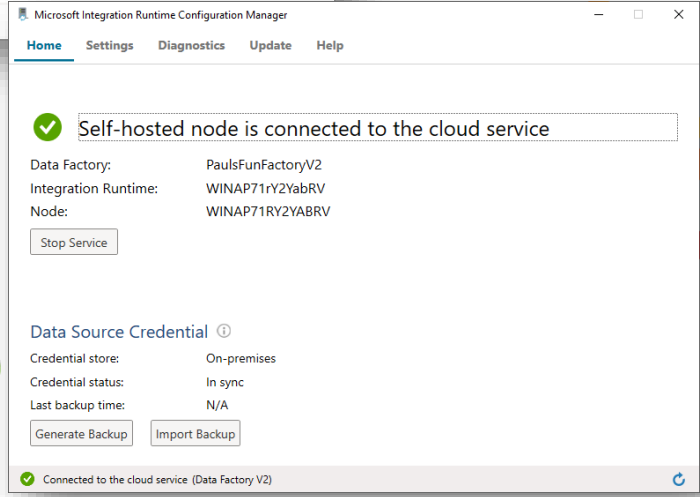 Microsoft Integration Runtime Configuration Manager
Home Settings Diagnostics Update Help
Self-hosted node is connected to the cloud service
Data Factory: PaulsFunFactoryV2
Integration Runtime: WINAP71rY2YabRV
Node: WINAP71RY2YABRV
Stop Service
Data Source Credential
Credential store: On-premises
Credential status: In sync
Last backup time: N/A
Generate Backup Import Backup
Connected to the cloud service (Data Factory V2)